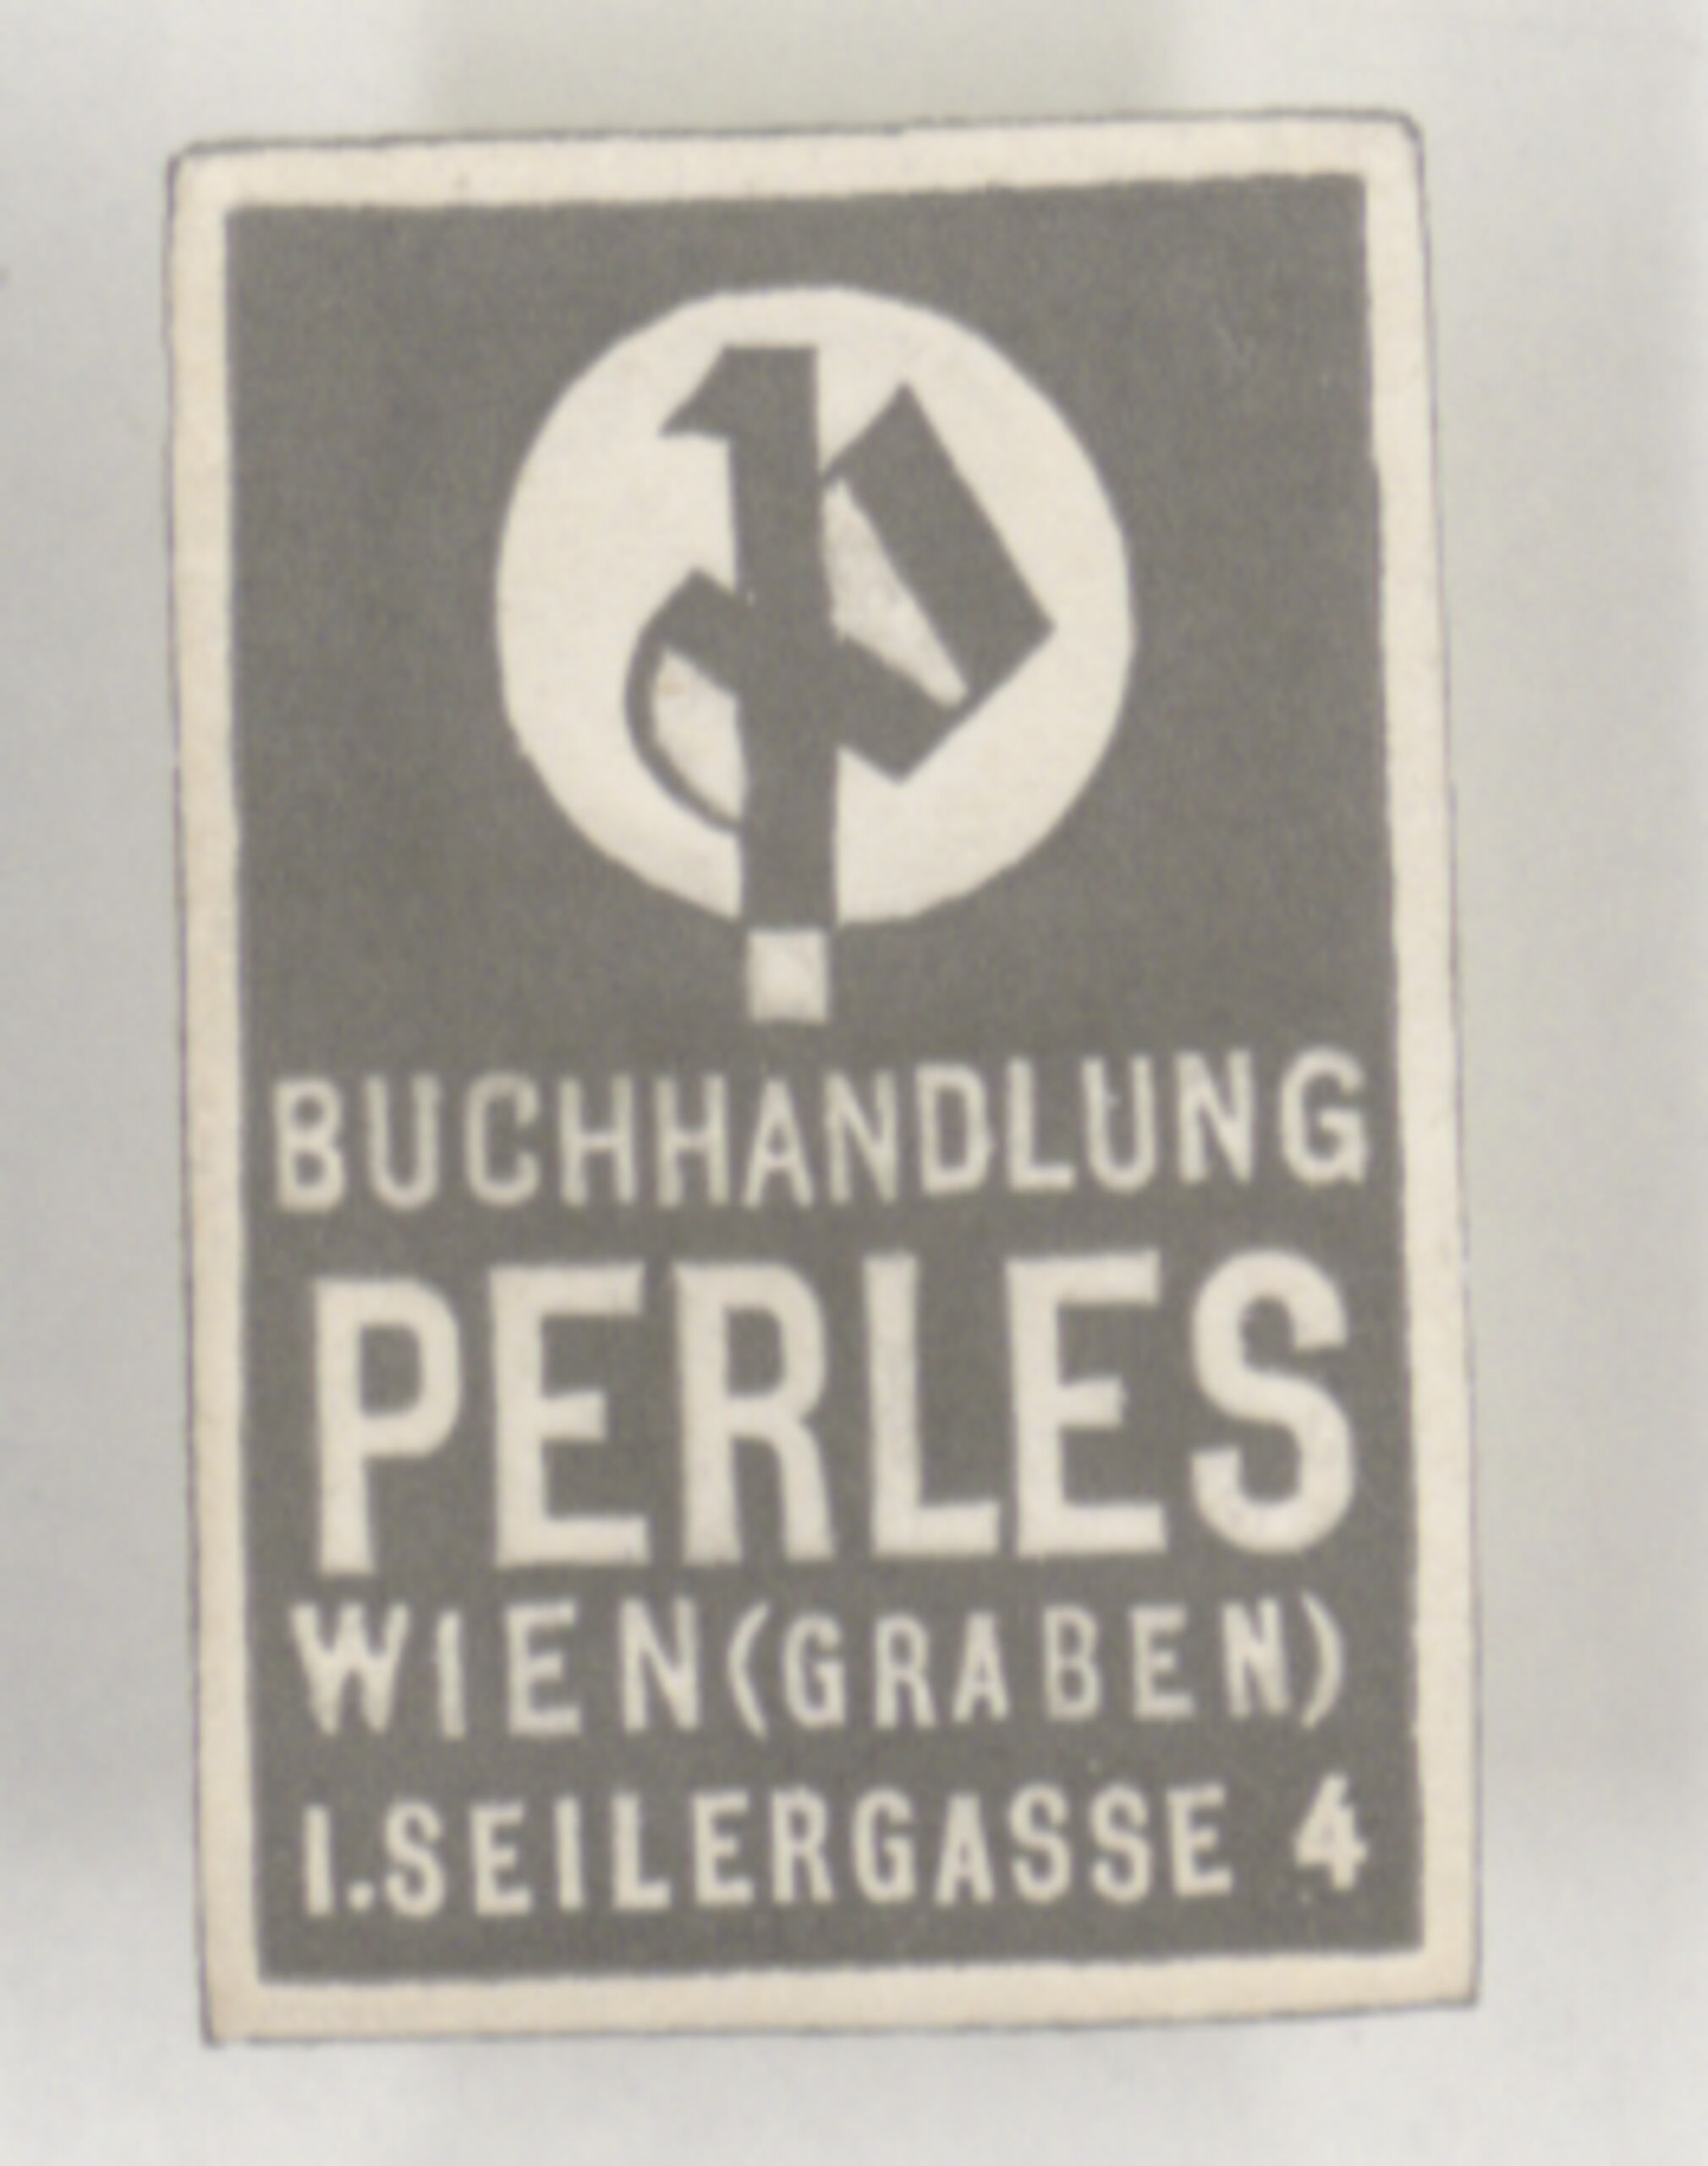 P
BUCHHANDLUNG
PERLES
WIEN (GRABEN)
I. SEILERGASSE 4